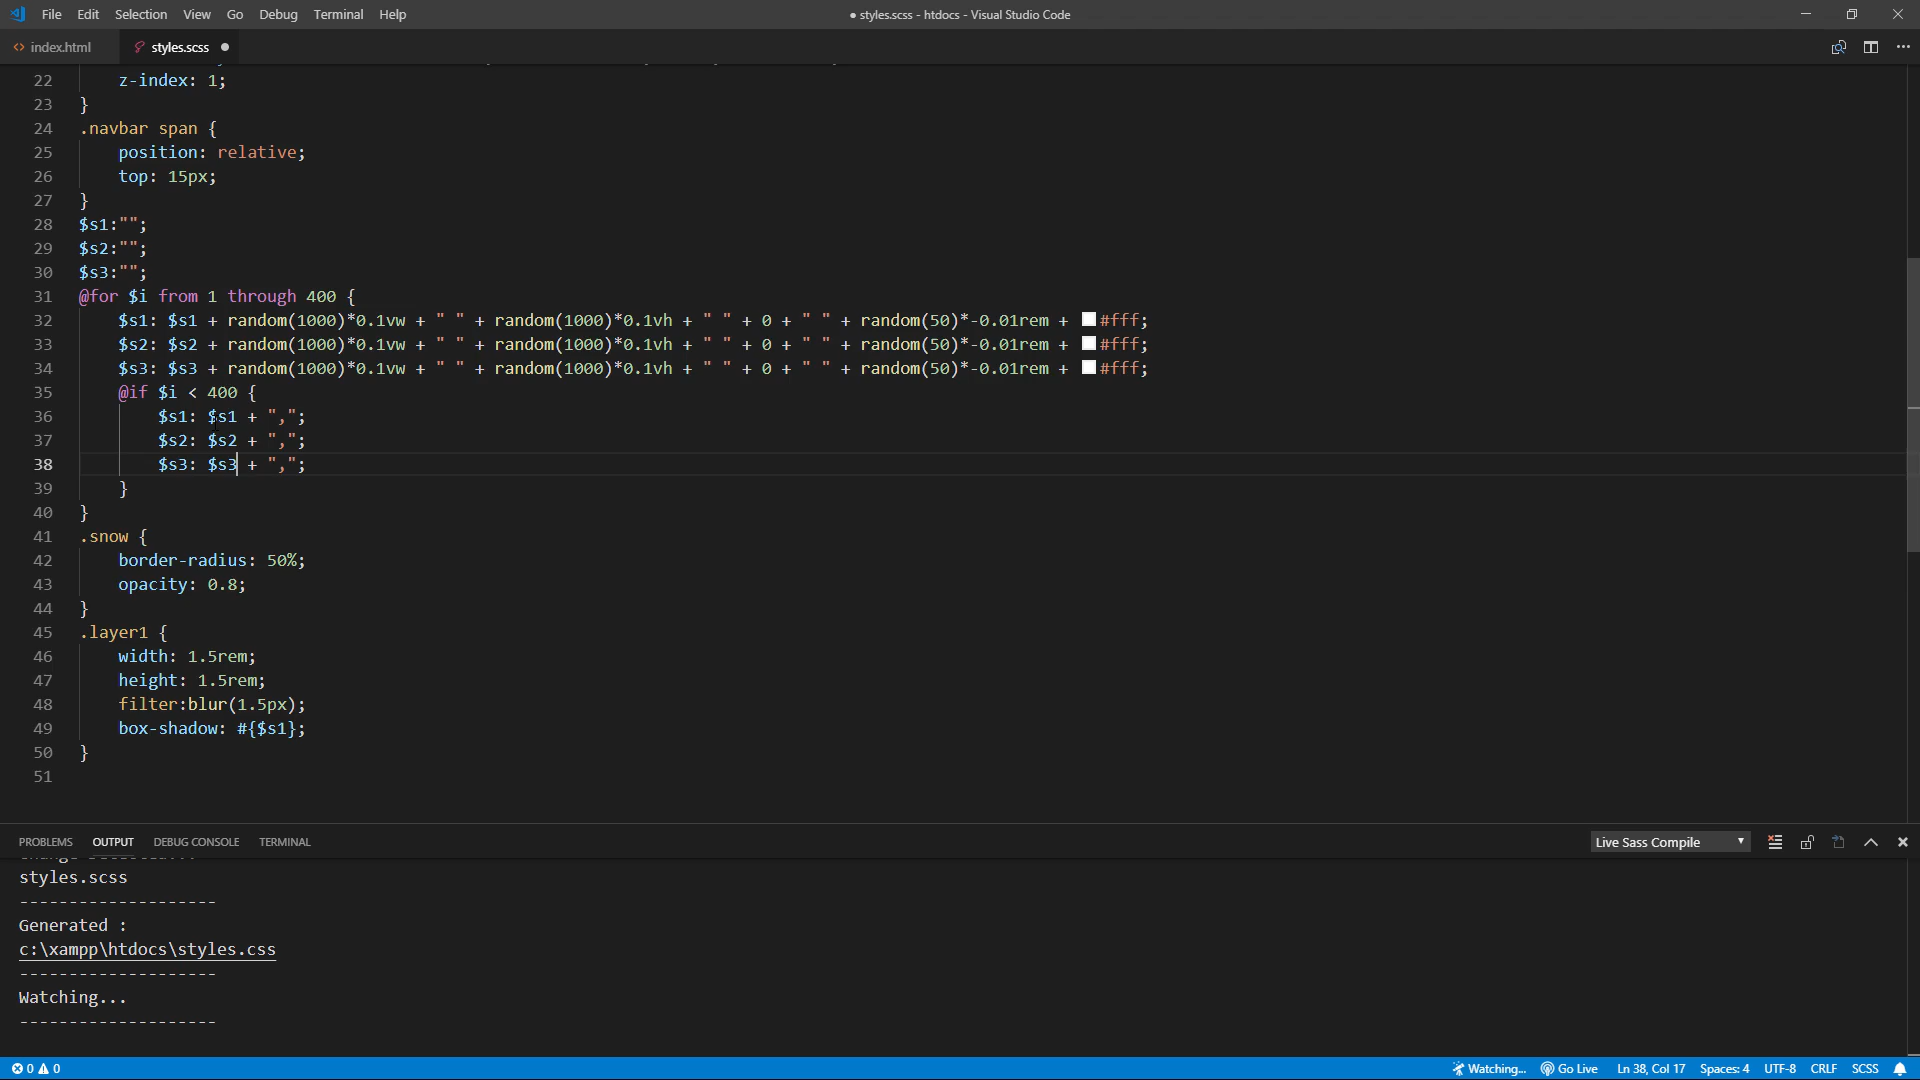 File Edit Selection View Go Debug Terminal Help
● styles.scss - htdocs - Visual Studio Code
index.html styles.scss
22 z-index: 1;
23 }
24 .navbar span {
25 position: relative;
26 top: 15px;
27 }
28 $s1:"";
29 $s2:"";
30 $s3:"";
31 @for $i from 1 through 400 {
32 $s1: $s1 + random(1000)*0.1vw + " " + random(1000)*0.1vh + " " + 0 + " " + random(50)*-0.01rem + #fff;
33 $s2: $s2 + random(1000)*0.1vw + " " + random(1000)*0.1vh + " " + 0 + " " + random(50)*-0.01rem + #fff;
34 $s3: $s3 + random(1000)*0.1vw + " " + random(1000)*0.1vh + " " + 0 + " " + random(50)*-0.01rem + #fff;
35 @if $i < 400 {
36 $s1: $s1 + ",";
37 $s2: $s2 + ",";
38 $s3: $s3 + ",";
39 }
40 }
41 .snow {
42 border-radius: 50%;
43 opacity: 0.8;
44 }
45 .layer1 {
46 width: 1.5rem;
47 height: 1.5rem;
48 filter:blur(1.5px);
49 box-shadow: #{$s1};
50 }
51
PROBLEMS OUTPUT DEBUG CONSOLE TERMINAL Live Sass Compile
styles.scss
--------------------
Generated :
c:\xampp\htdocs\styles.css
--------------------
Watching...
--------------------
0 0 Watching... Go Live Ln 38, Col 17 Spaces: 4 UTF-8 CRLF SCSS